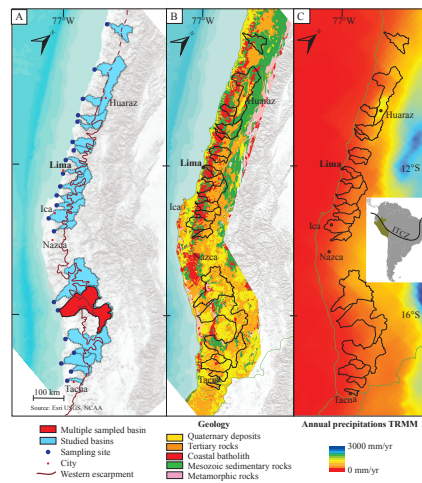 A
77°W
Huaraz
Lima
Ica
Nazca
100 km
Tacna
Source: Esri USGS, NCAA
Multiple sampled basin
Studied basins
Sampling site
City
Western escarpment
B
77°W
Huaraz
Lima
Nazca
Tacna
Geology
Quaternary deposits
Tertiary rocks
Coastal batholith
Mesozoic sedimentary rocks
Metamorphic rocks
C
77°W
Huaraz
Lima
12°S
Ica
Nazca
ITCZ
16°S
Tacna
Annual precipitations TRMM
3000 mm/yr
0 mm/yr